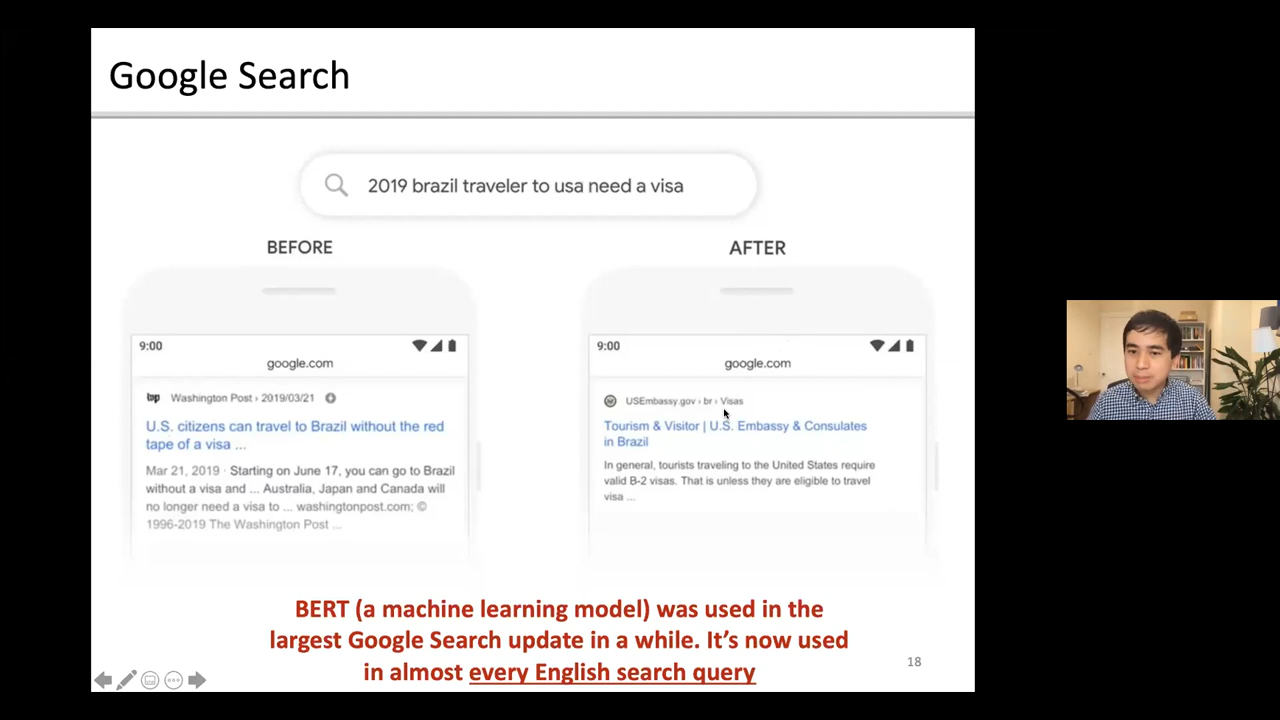 Google Search
2019 brazil traveler to usa need a visa
BEFORE
AFTER
9:00
google.com
Washington Post › 2019/03/21
U.S. citizens can travel to Brazil without the red
tape of a visa ...
Mar 21, 2019 · Starting on June 17, you can go to Brazil
without a visa and ... Australia, Japan and Canada will
no longer need a visa to ... washingtonpost.com; ©
1996-2019 The Washington Post ...
9:00
google.com
USEmbassy.gov › br › Visas
Tourism & Visitor | U.S. Embassy & Consulates
in Brazil
In general, tourists traveling to the United States require
valid B-2 visas. That is unless they are eligible to travel
visa ...
BERT (a machine learning model) was used in the
largest Google Search update in a while. It’s now used
in almost every English search query
18